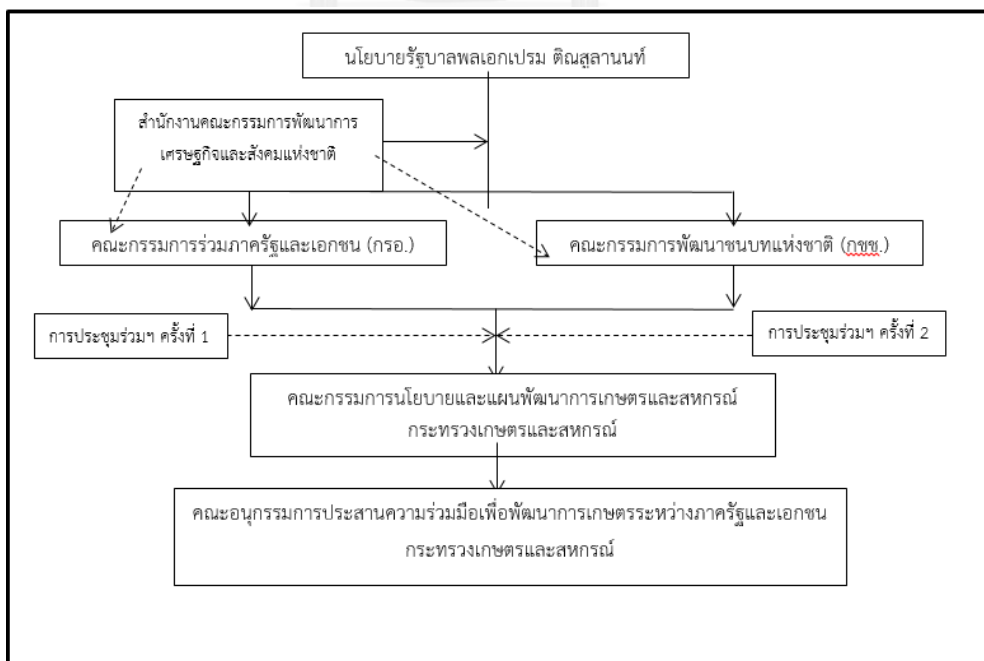 นโยบายรัฐบาลพลเอกเปรม ติณสูลานนท์
สำนักงานคณะกรรมการพัฒนาการ
เศรษฐกิจและสังคมแห่งชาติ
คณะกรรมการร่วมภาครัฐและเอกชน (กรอ.)
คณะกรรมการพัฒนาชนบทแห่งชาติ (กชช.)
การประชุมร่วมฯ ครั้งที่ 1
การประชุมร่วมฯ ครั้งที่ 2
คณะกรรมการนโยบายและแผนพัฒนาการเกษตรและสหกรณ์
กระทรวงเกษตรและสหกรณ์
คณะอนุกรรมการประสานความร่วมมือเพื่อพัฒนาการเกษตรระหว่างภาครัฐและเอกชน
กระทรวงเกษตรและสหกรณ์